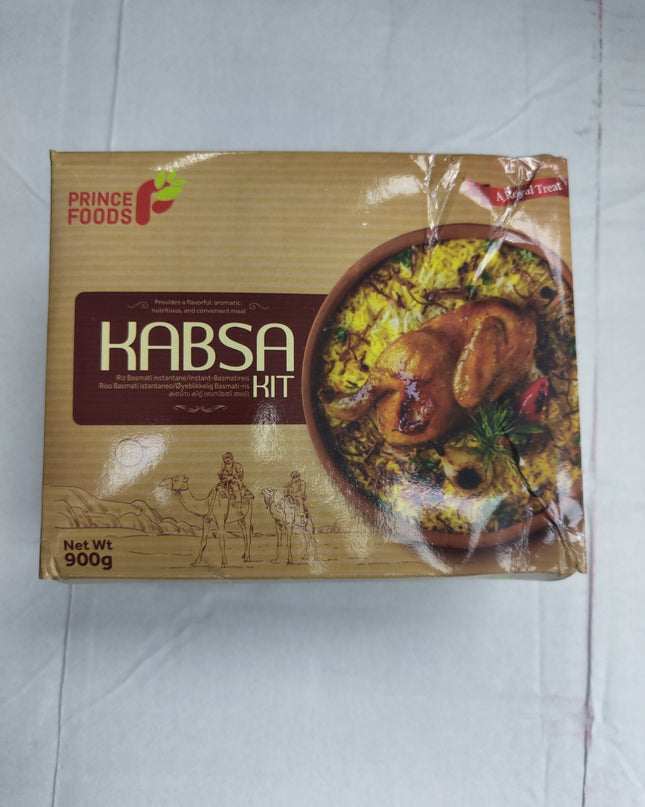 PRINCE
FOODS
A Royal Treat
Provides a flavorful, aromatic,
nutritious, and convenient meal
KABSA
KIT
Riz Basmati instantané/Instant-Basmatireis
Riso Basmati istantaneo/Øyeblikkelig Basmati-ris
Net Wt
900g